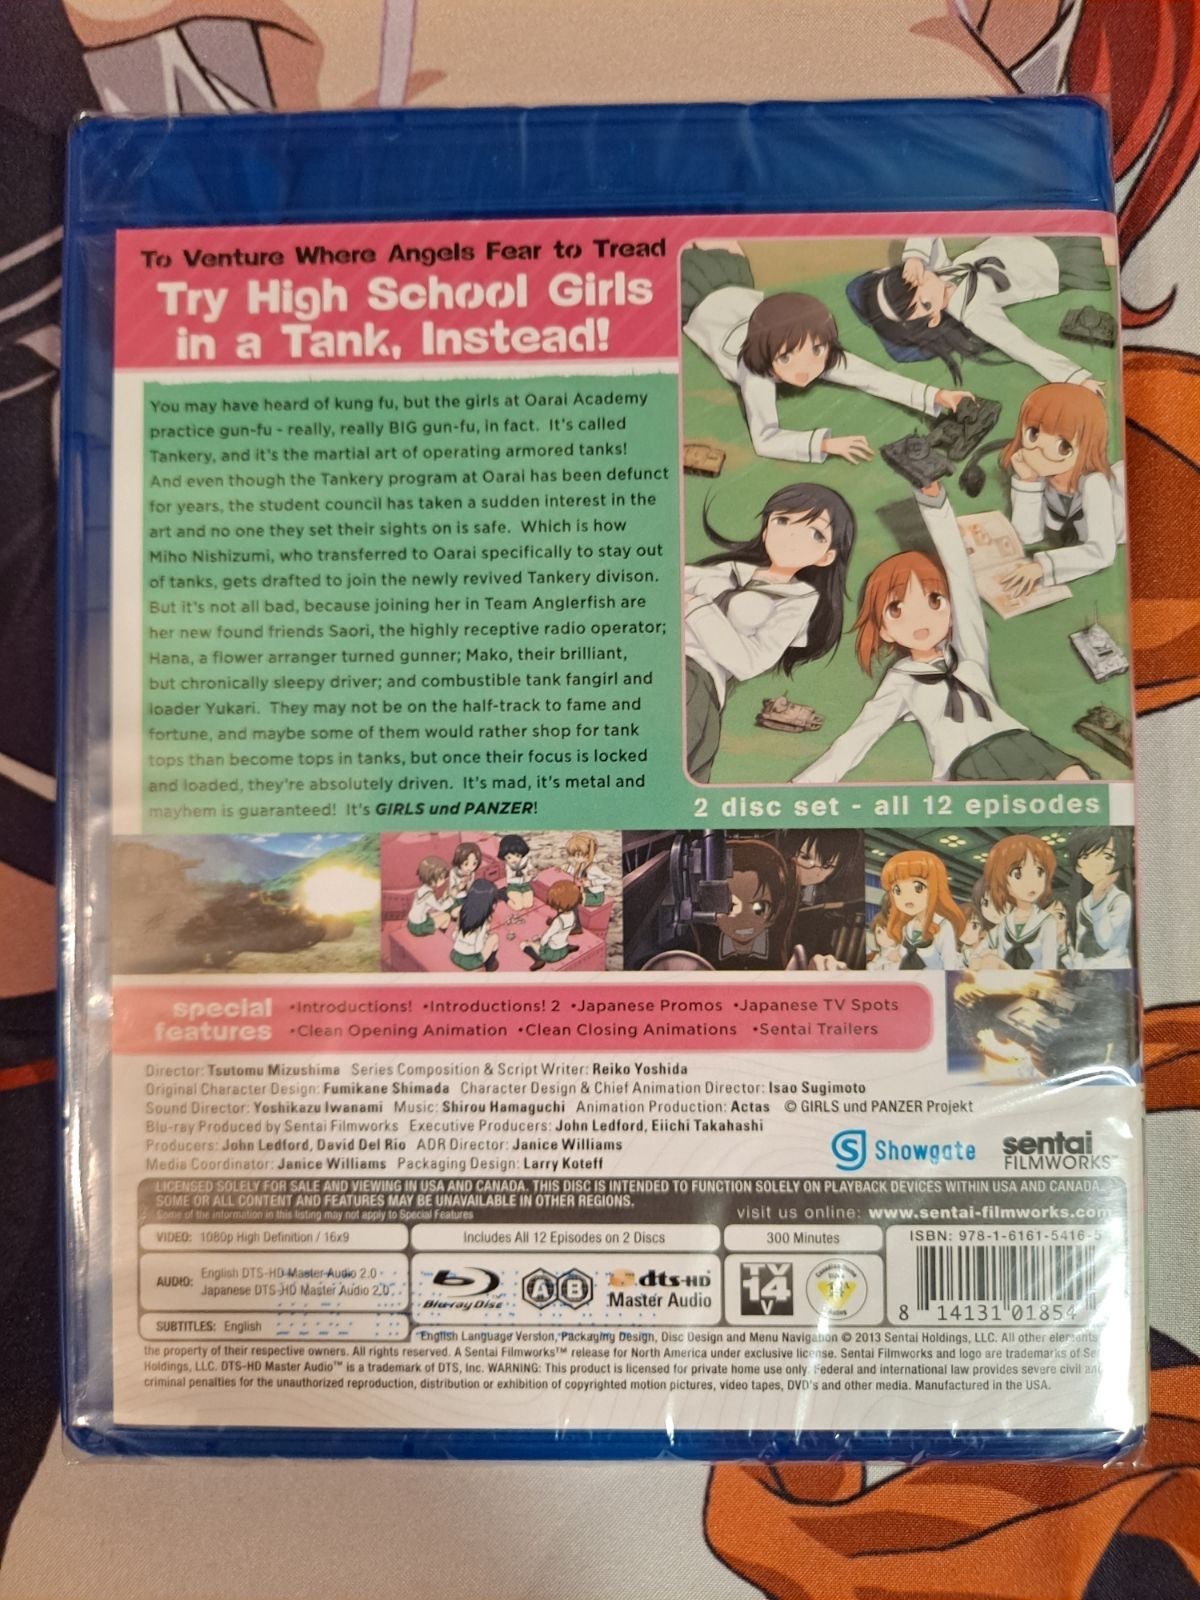 To Venture Where Angels Fear to Tread
Try High School Girls
in a Tank, Instead!
You may have heard of kung fu, but the girls at Oarai Academy
practice gun-fu - really, really BIG gun-fu, in fact. It's called
Tankery, and it's the martial art of operating armored tanks!
And even though the Tankery program at Oarai has been defunct
for years, the student council has taken a sudden interest in the
art and no one they set their sights on is safe. Which is how
Miho Nishizumi, who transferred to Oarai specifically to stay out
of tanks, gets drafted to join the newly revived Tankery divison.
But it's not all bad, because joining her in Team Anglerfish are
her new found friends Saori, the highly receptive radio operator;
Hana, a flower arranger turned gunner; Mako, their brilliant,
but chronically sleepy driver; and combustible tank fangirl and
loader Yukari. They may not be on the half-track to fame and
fortune, and maybe some of them would rather shop for tank
tops than become tops in tanks, but once their focus is locked
and loaded, they're absolutely driven. It's mad, it's metal and
mayhem is guaranteed! It's GIRLS und PANZER!
2 disc set - all 12 episodes
special
features
•Introductions! •Introductions! 2 •Japanese Promos •Japanese TV Spots
•Clean Opening Animation •Clean Closing Animations •Sentai Trailers
Director: Tsutomu Mizushima Series Composition & Script Writer: Reiko Yoshida
Original Character Design: Fumikane Shimada Character Design & Chief Animation Director: Isao Sugimoto
Sound Director: Yoshikazu Iwanami Music: Shirou Hamaguchi Animation Production: Actas © GIRLS und PANZER Projekt
Blu-ray Produced by Sentai Filmworks Executive Producers: John Ledford, Eiichi Takahashi
Producers: John Ledford, David Del Rio ADR Director: Janice Williams
Media Coordinator: Janice Williams Packaging Design: Larry Koteff
Showgate
sentai
FILMWORKS™
LICENSED SOLELY FOR SALE AND VIEWING IN USA AND CANADA. THIS DISC IS INTENDED TO FUNCTION SOLELY ON PLAYBACK DEVICES WITHIN USA AND CANADA.
SOME OR ALL CONTENT AND FEATURES MAY BE UNAVAILABLE IN OTHER REGIONS.
Some of the information in this listing may not apply to Special Features
visit us online: www.sentai-filmworks.com
VIDEO: 1080p High Definition / 16x9
Includes All 12 Episodes on 2 Discs
300 Minutes
ISBN: 978-1-6161-5416-5
AUDIO: English DTS-HD Master Audio 2.0
Japanese DTS-HD Master Audio 2.0
SUBTITLES: English
Blu-ray Disc
A B
dts-HD
Master Audio
TV
14
V
8 14131 01854
English Language Version, Packaging Design, Disc Design and Menu Navigation © 2013 Sentai Holdings, LLC. All other elements
the property of their respective owners. All rights reserved. A Sentai Filmworks™ release for North America under exclusive license. Sentai Filmworks and logo are trademarks of
Holdings, LLC. DTS-HD Master Audio™ is a trademark of DTS, Inc. WARNING: This product is licensed for private home use only. Federal and international law provides severe civil and
criminal penalties for the unauthorized reproduction, distribution or exhibition of copyrighted motion pictures, video tapes, DVD's and other media. Manufactured in the USA.